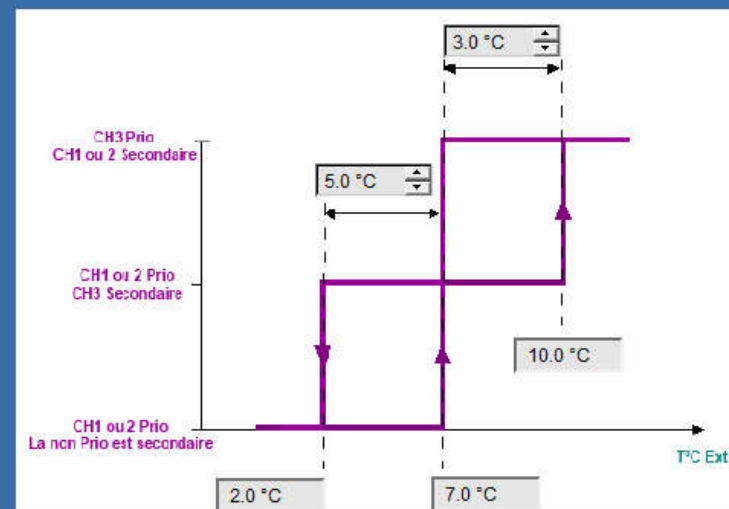 3.0 °C
CH3 Prio
CH1 ou 2 Secondaire
5.0 °C
CH1 ou 2 Prio
CH3 Secondaire
10.0 °C
CH1 ou 2 Prio
La non Prio est secondaire
T°C Ext
2.0 °C
7.0 °C